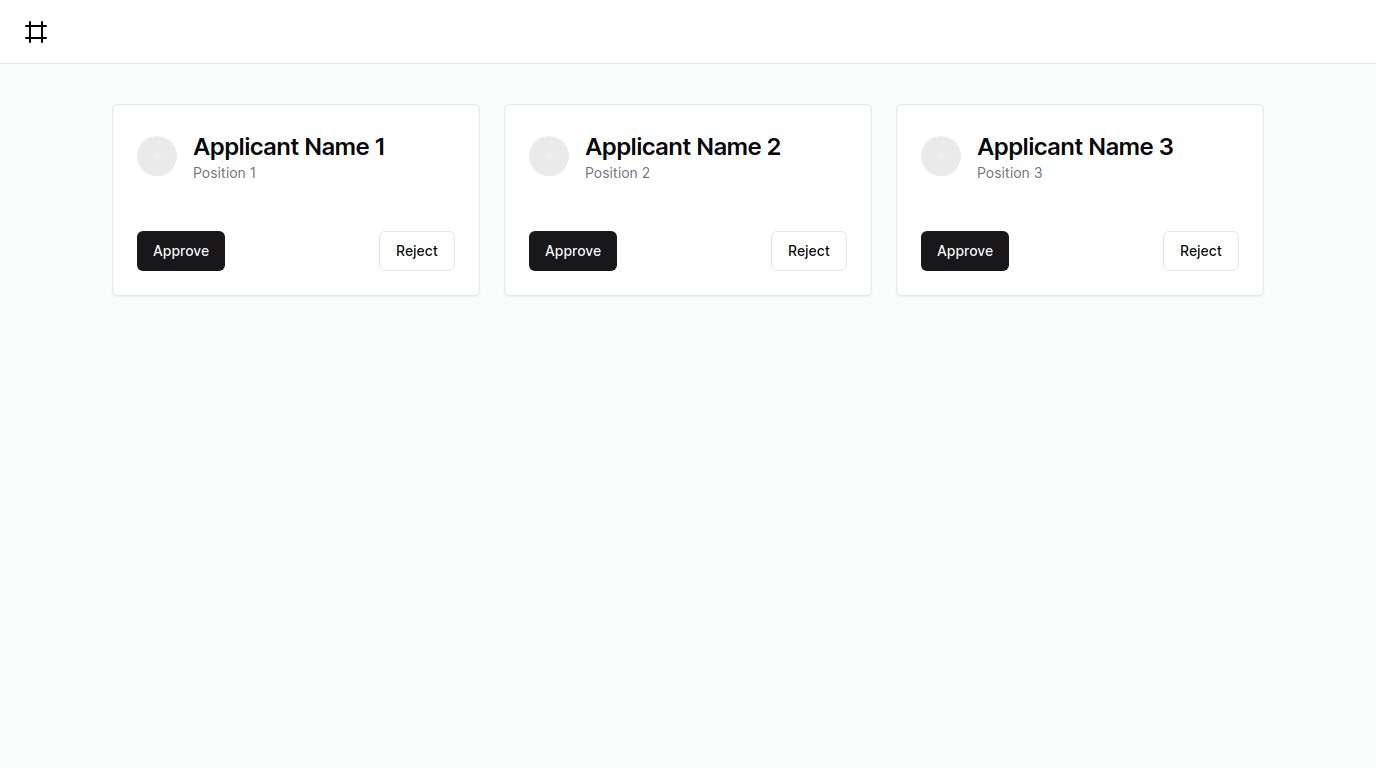 Applicant Name 1
Position 1
Approve
Reject
Applicant Name 2
Position 2
Approve
Reject
Applicant Name 3
Position 3
Approve
Reject